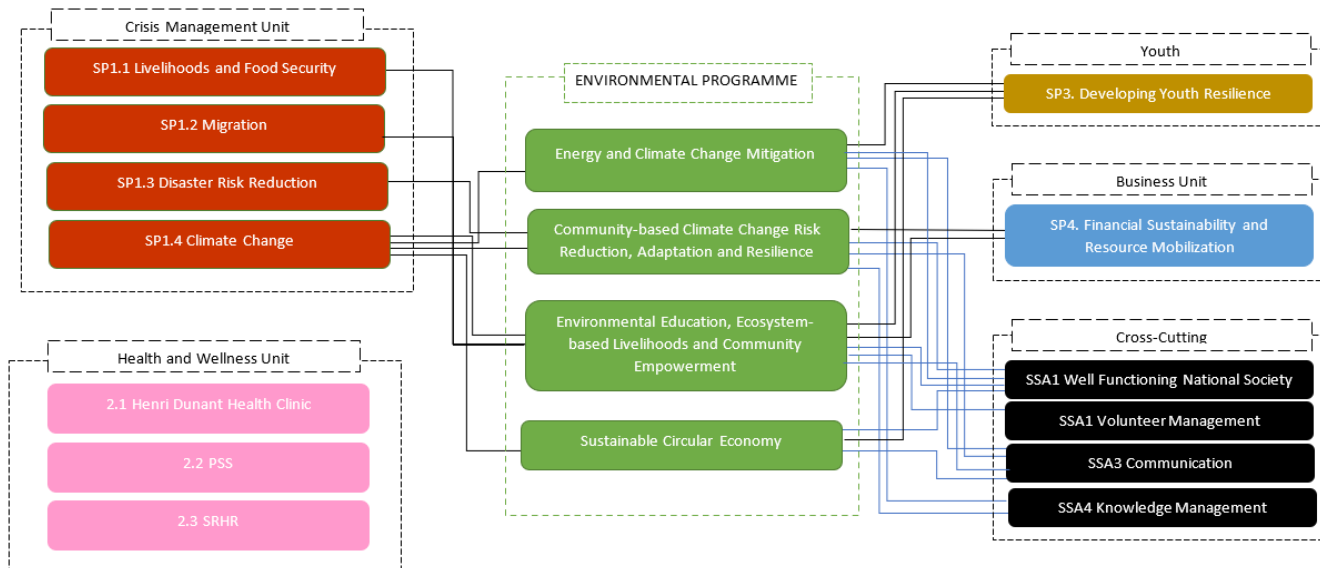 Crisis Management Unit
SP1.1 Livelihoods and Food Security
SP1.2 Migration
SP1.3 Disaster Risk Reduction
SP1.4 Climate Change
Health and Wellness Unit
2.1 Henri Dunant Health Clinic
2.2 PSS
2.3 SRHR
ENVIRONMENTAL PROGRAMME
Energy and Climate Change Mitigation
Community-based Climate Change Risk
Reduction, Adaptation and Resilience
Environmental Education, Ecosystem-
based Livelihoods and Community
Empowerment
Sustainable Circular Economy
Youth
SP3. Developing Youth Resilience
Business Unit
SP4. Financial Sustainability and
Resource Mobilization
Cross-Cutting
SSA1 Well Functioning National Society
SSA1 Volunteer Management
SSA3 Communication
SSA4 Knowledge Management